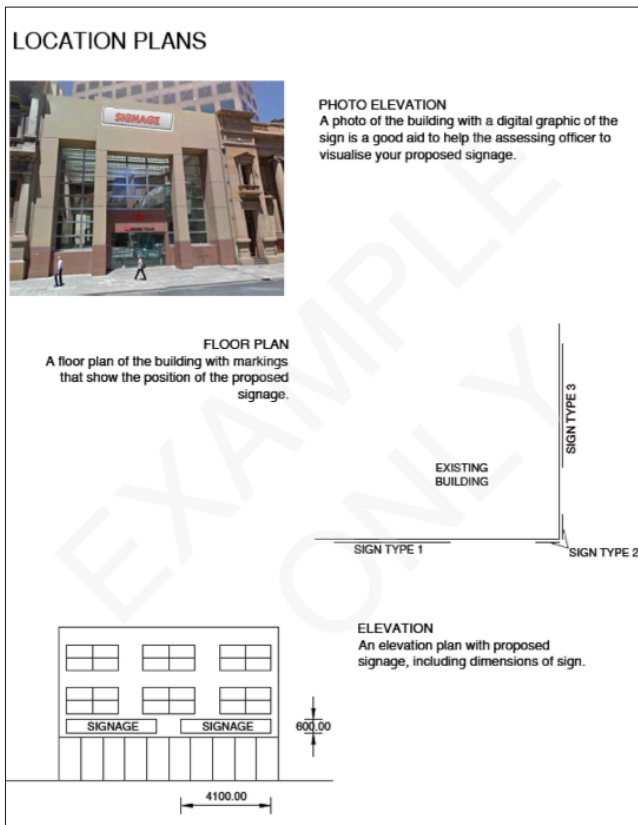 LOCATION PLANS
SIGNAGE
PHOTO ELEVATION
A photo of the building with a digital graphic of the
sign is a good aid to help the assessing officer to
visualise your proposed signage.
FLOOR PLAN
A floor plan of the building with markings
that show the position of the proposed
signage.
EXISTING
BUILDING
SIGN TYPE 3
SIGN TYPE 1
SIGN TYPE 2
EXAMPLE
ONLY
ELEVATION
An elevation plan with proposed
signage, including dimensions of sign.
SIGNAGE
SIGNAGE
600.00
4100.00